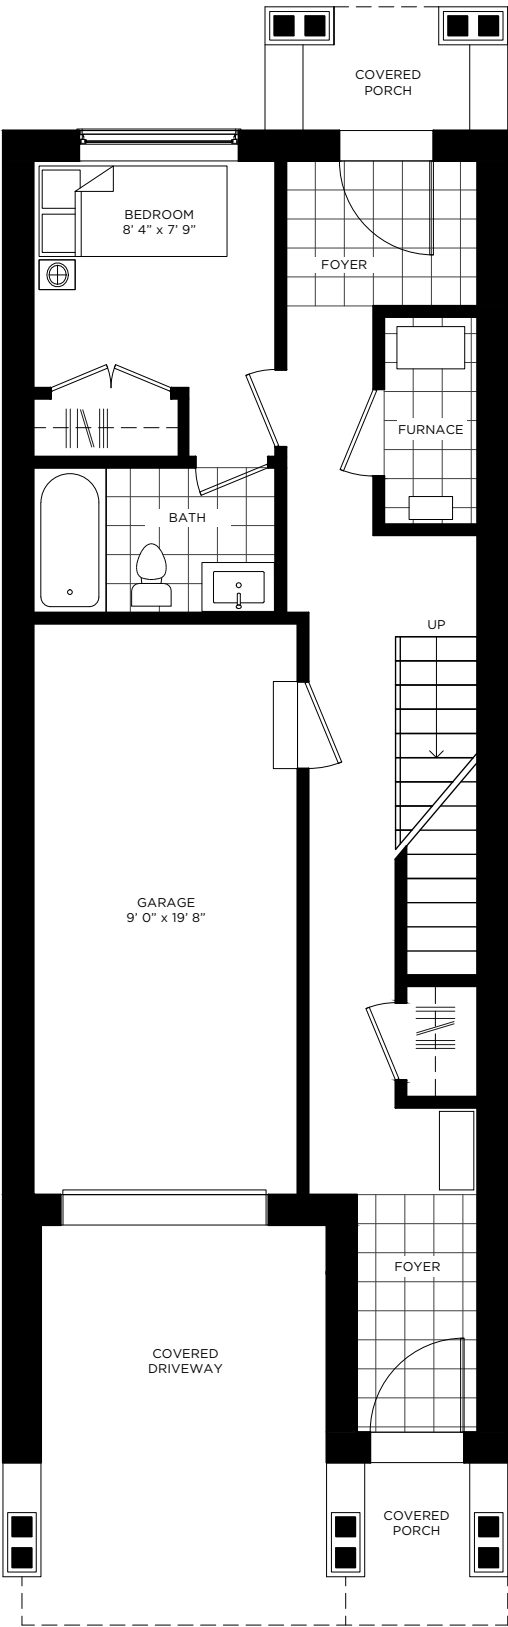 COVERED
PORCH
BEDROOM
8' 4" x 7' 9"
FOYER
FURNACE
BATH
UP
GARAGE
9' 0" x 19' 8"
FOYER
COVERED
DRIVEWAY
COVERED
PORCH